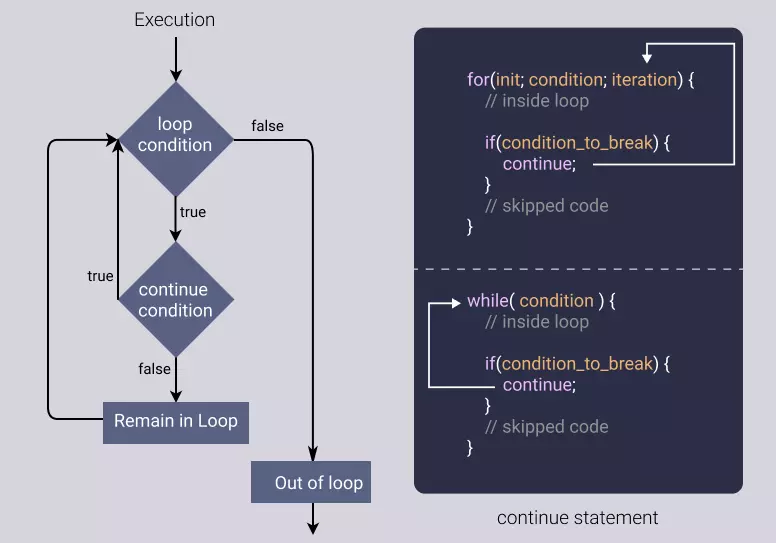 Execution
loop
condition
false
true
continue
condition
true
false
Remain in Loop
Out of loop
for(init; condition; iteration) {
// inside loop
if(condition_to_break) {
continue;
}
// skipped code
}
while( condition ) {
// inside loop
if(condition_to_break) {
continue;
}
// skipped code
}
continue statement